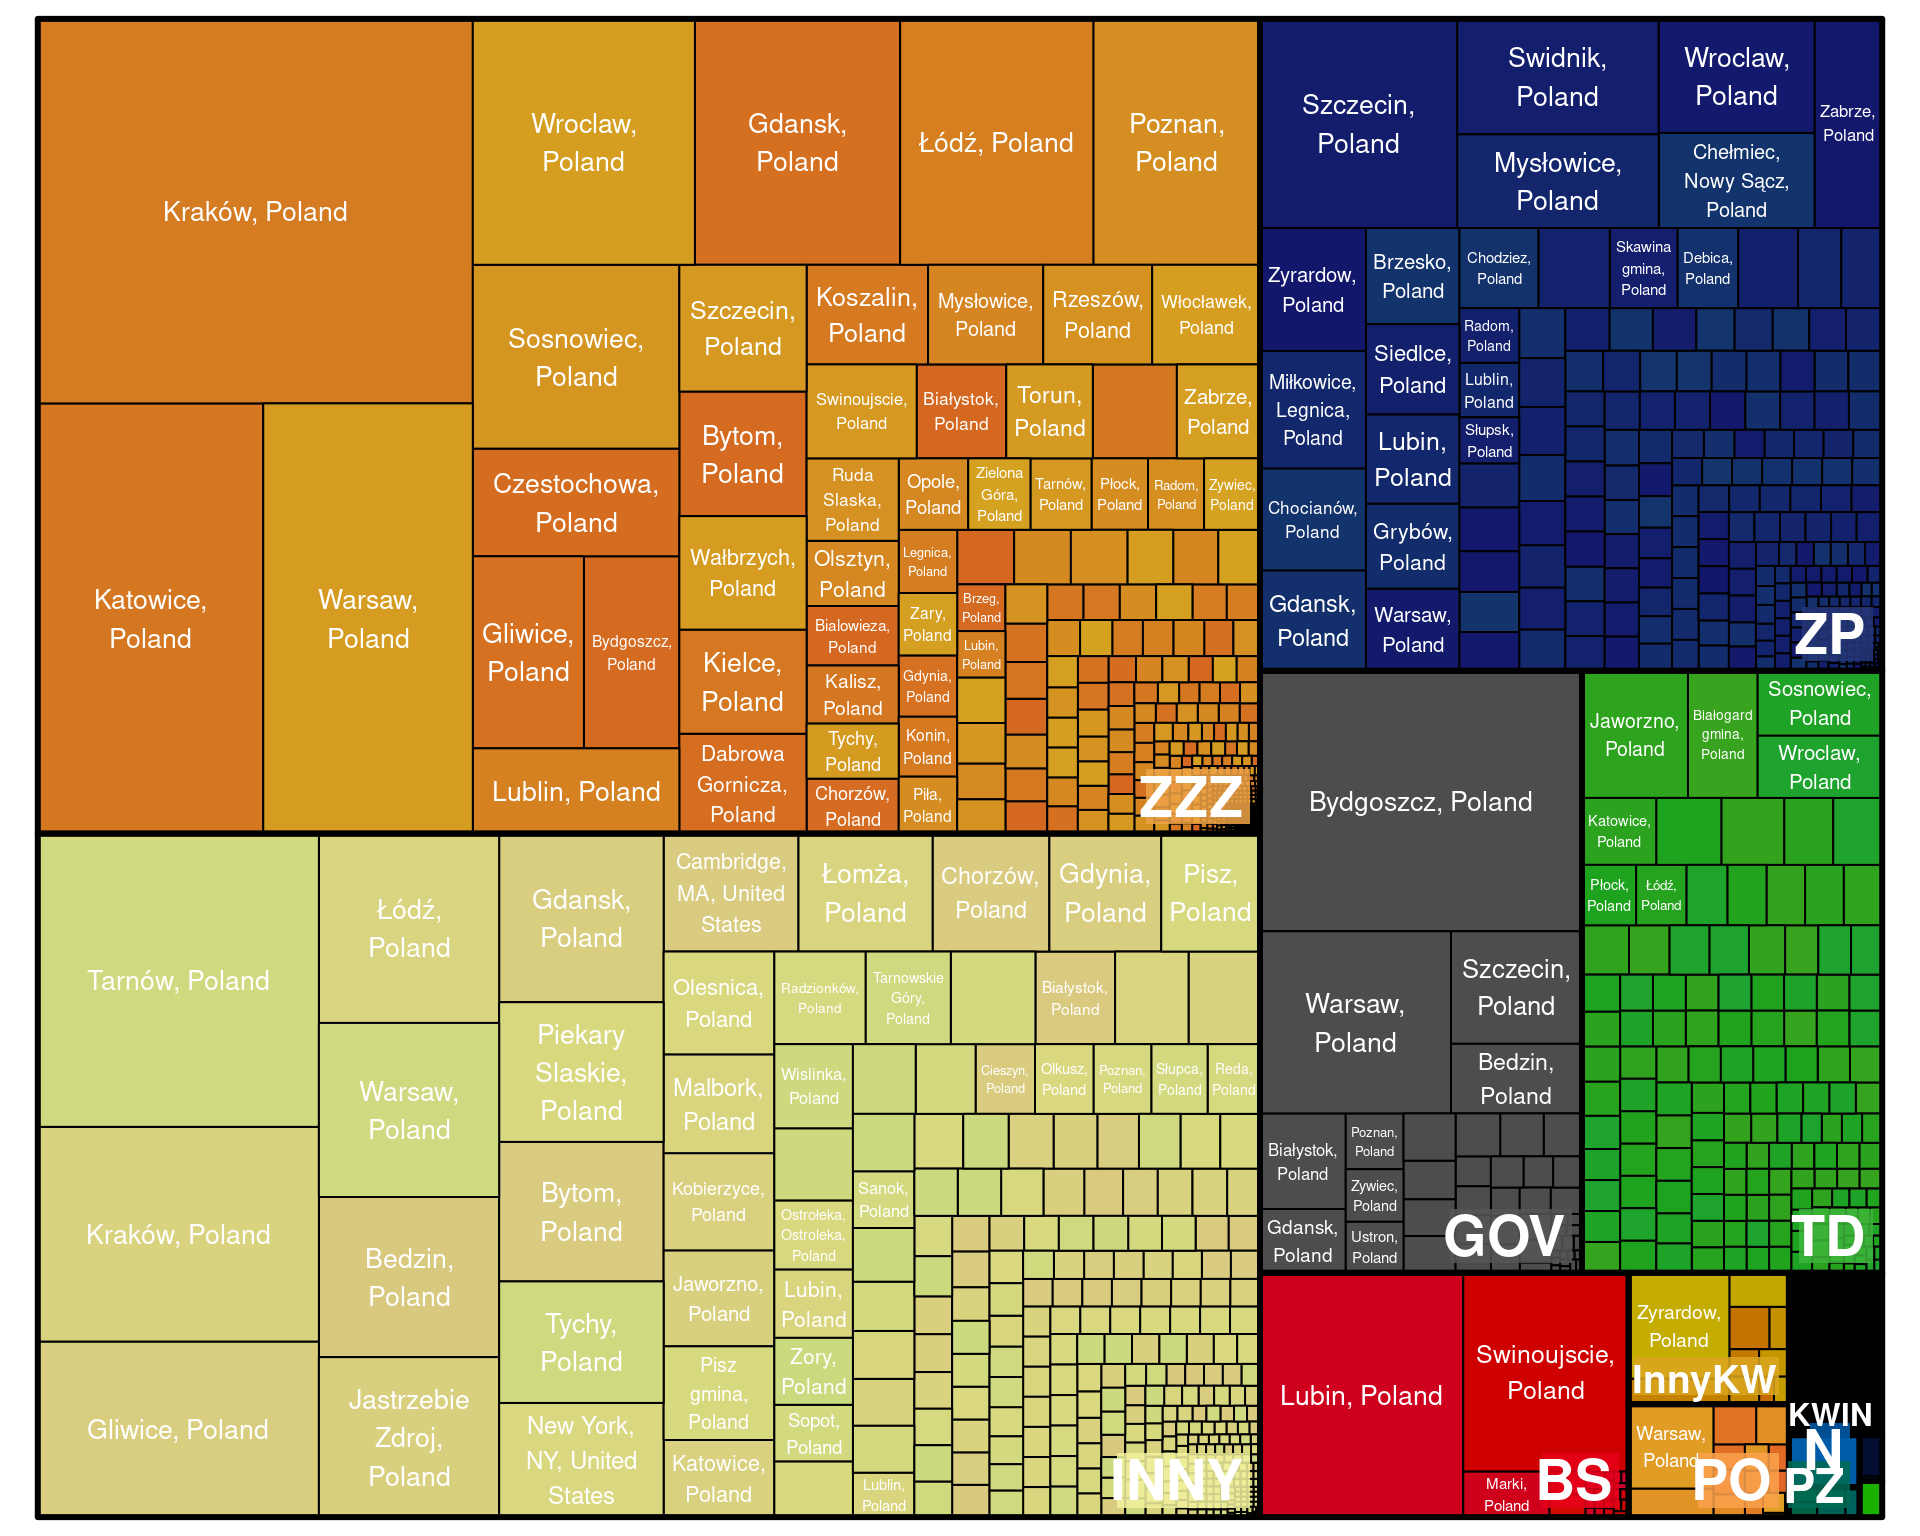 Kraków, Poland
Katowice,
Poland
Warsaw,
Poland
Wroclaw,
Poland
Gdansk,
Poland
Łódź, Poland
Poznan,
Poland
Sosnowiec,
Poland
Czestochowa,
Poland
Gliwice,
Poland
Bydgoszcz,
Poland
Lublin, Poland
Szczecin,
Poland
Bytom,
Poland
Wałbrzych,
Poland
Kielce,
Poland
Dabrowa
Gornicza,
Poland
Koszalin,
Poland
Mysłowice,
Poland
Rzeszów,
Poland
Włocławek,
Poland
Swinoujscie,
Poland
Białystok,
Poland
Torun,
Poland
Zabrze,
Poland
Ruda
Slaska,
Poland
Olsztyn,
Poland
Bialowieza,
Poland
Kalisz,
Poland
Tychy,
Poland
Chorzów,
Poland
Opole,
Poland
Zielona
Góra,
Poland
Tarnów,
Poland
Płock,
Poland
Radom,
Poland
Zywiec,
Poland
Legnica,
Poland
Zary,
Poland
Gdynia,
Poland
Konin,
Poland
Piła,
Poland
Brzeg,
Poland
Lubin,
Poland
ZZZ
Szczecin,
Poland
Swidnik,
Poland
Mysłowice,
Poland
Wroclaw,
Poland
Chełmiec,
Nowy Sącz,
Poland
Zabrze,
Poland
Zyrardow,
Poland
Miłkowice,
Legnica,
Poland
Chocianów,
Poland
Gdansk,
Poland
Brzesko,
Poland
Siedlce,
Poland
Lubin,
Poland
Grybów,
Poland
Warsaw,
Poland
Chodziez,
Poland
Skawina
gmina,
Poland
Debica,
Poland
Radom,
Poland
Lublin,
Poland
Słupsk,
Poland
ZP
Tarnów, Poland
Kraków, Poland
Gliwice, Poland
Łódź,
Poland
Warsaw,
Poland
Bedzin,
Poland
Jastrzebie
Zdroj,
Poland
Gdansk,
Poland
Piekary
Slaskie,
Poland
Bytom,
Poland
Tychy,
Poland
New York,
NY, United
States
Cambridge,
MA, United
States
Łomża,
Poland
Chorzów,
Poland
Gdynia,
Poland
Pisz,
Poland
Olesnica,
Poland
Malbork,
Poland
Kobierzyce,
Poland
Jaworzno,
Poland
Pisz
gmina,
Poland
Katowice,
Poland
Radzionków,
Poland
Tarnowskie
Góry,
Poland
Białystok,
Poland
Wislinka,
Poland
Ostroleka,
Ostroleka,
Poland
Lubin,
Poland
Zory,
Poland
Sopot,
Poland
Cieszyn,
Poland
Olkusz,
Poland
Poznan,
Poland
Słupca,
Poland
Reda,
Poland
Sanok,
Poland
Lublin,
Poland
INNY
Bydgoszcz, Poland
Warsaw,
Poland
Szczecin,
Poland
Bedzin,
Poland
Białystok,
Poland
Gdansk,
Poland
Poznan,
Poland
Zywiec,
Poland
Ustron,
Poland
GOV
Jaworzno,
Poland
Białogard
gmina,
Poland
Sosnowiec,
Poland
Wroclaw,
Poland
Katowice,
Poland
Płock,
Poland
Łódź,
Poland
TD
Lubin, Poland
Swinoujscie,
Poland
Marki,
Poland
BS
Zyrardow,
Poland
InnyKW
Warsaw,
Poland
PO
KWIN
N
PZ